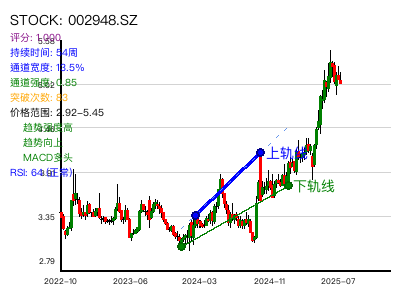 STOCK: 002948.SZ
评分: 1.000
5.58
持续时间: 54周
通道宽度: 13.5%
通道强度: 0.85
突破次数: 83
价格范围: 2.92-5.45
趋势强度高
趋势向上
MACD多头
RSI: 64.9(正常)
上轨线
下轨线
3.35
2.79
2022-10
2023-06
2024-03
2024-11
2025-07